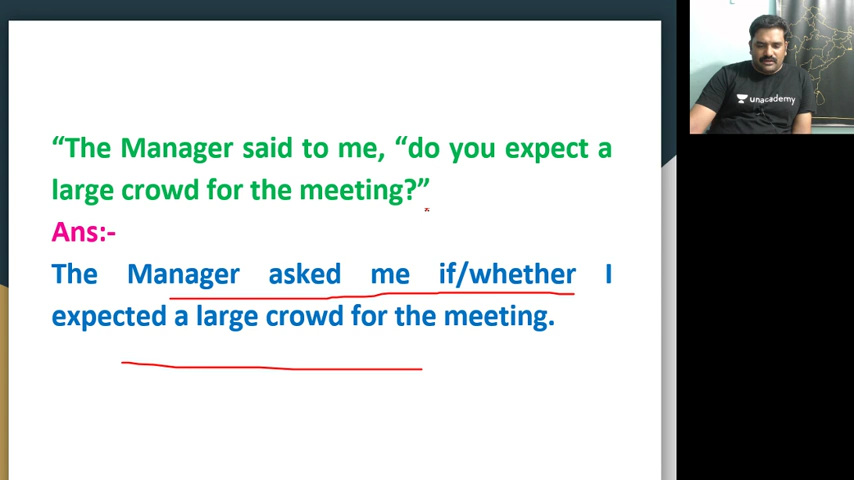 “The Manager said to me, “do you expect a
large crowd for the meeting?”
Ans:-
The Manager asked me if/whether I
expected a large crowd for the meeting.
unacademy